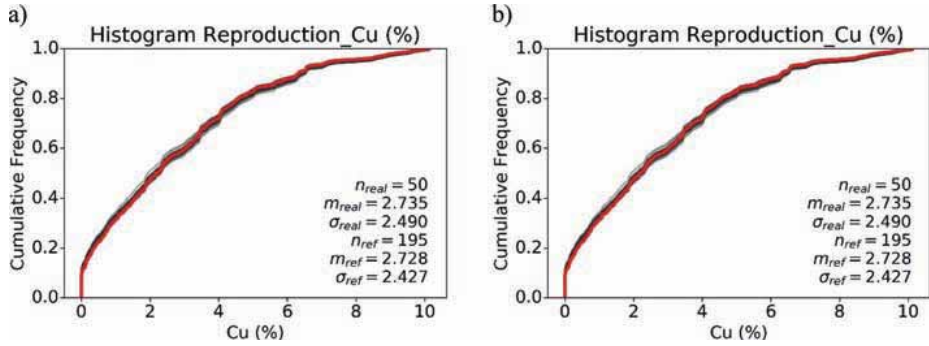 a)
Histogram Reproduction_Cu (%)
1.0
0.8
0.6
0.4
0.2
0.0
Cumulative Frequency
n_real = 50
m_real = 2.735
σ_real = 2.490
n_ref = 195
m_ref = 2.728
σ_ref = 2.427
0 2 4 6 8 10
Cu (%)
b)
Histogram Reproduction_Cu (%)
1.0
0.8
0.6
0.4
0.2
0.0
Cumulative Frequency
n_real = 50
m_real = 2.735
σ_real = 2.490
n_ref = 195
m_ref = 2.728
σ_ref = 2.427
0 2 4 6 8 10
Cu (%)